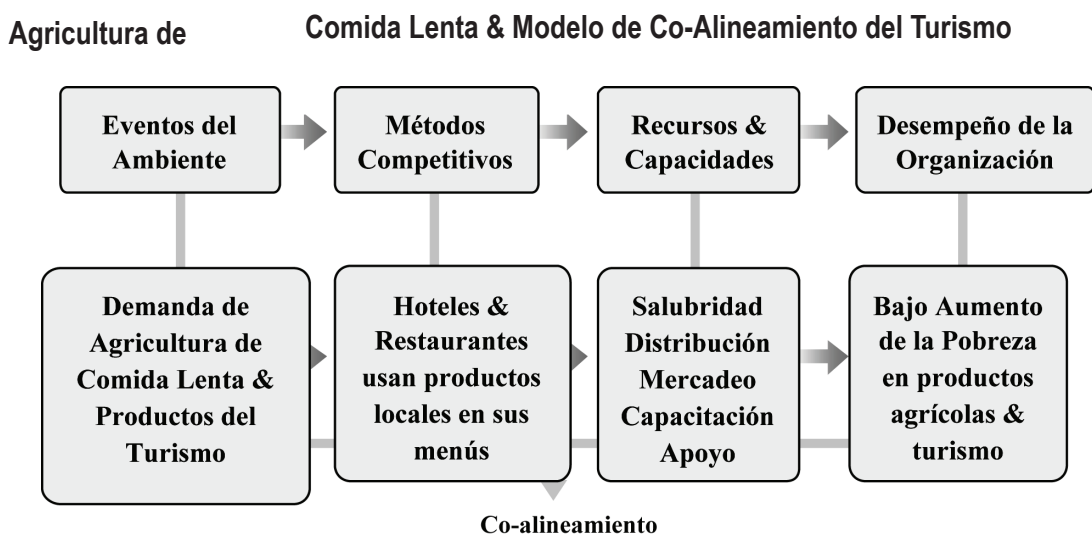 Agricultura de Comida Lenta & Modelo de Co-Alineamiento del Turismo
Eventos del
Ambiente
Métodos
Competitivos
Recursos &
Capacidades
Desempeño de la
Organización
Demanda de
Agricultura de
Comida Lenta &
Productos del
Turismo
Hoteles &
Restaurantes
usan productos
locales en sus
menús
Salubridad
Distribución
Mercadeo
Capacitación
Apoyo
Bajo Aumento
de la Pobreza
en productos
agrícolas &
turismo
Co-alineamiento